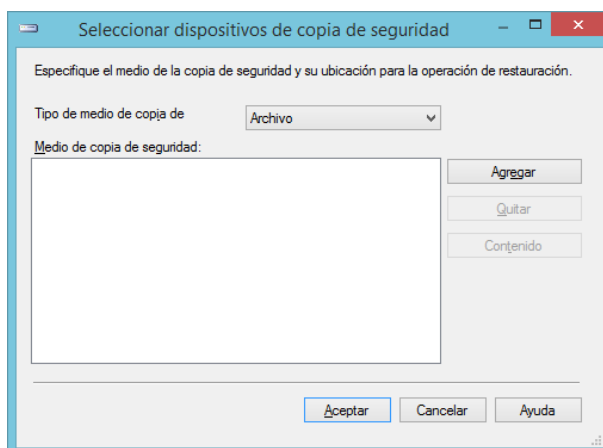 Seleccionar dispositivos de copia de seguridad
Especifique el medio de la copia de seguridad y su ubicación para la operación de restauración.
Tipo de medio de copia de
Archivo
Medio de copia de seguridad:
Agregar
Quitar
Contenido
Aceptar
Cancelar
Ayuda